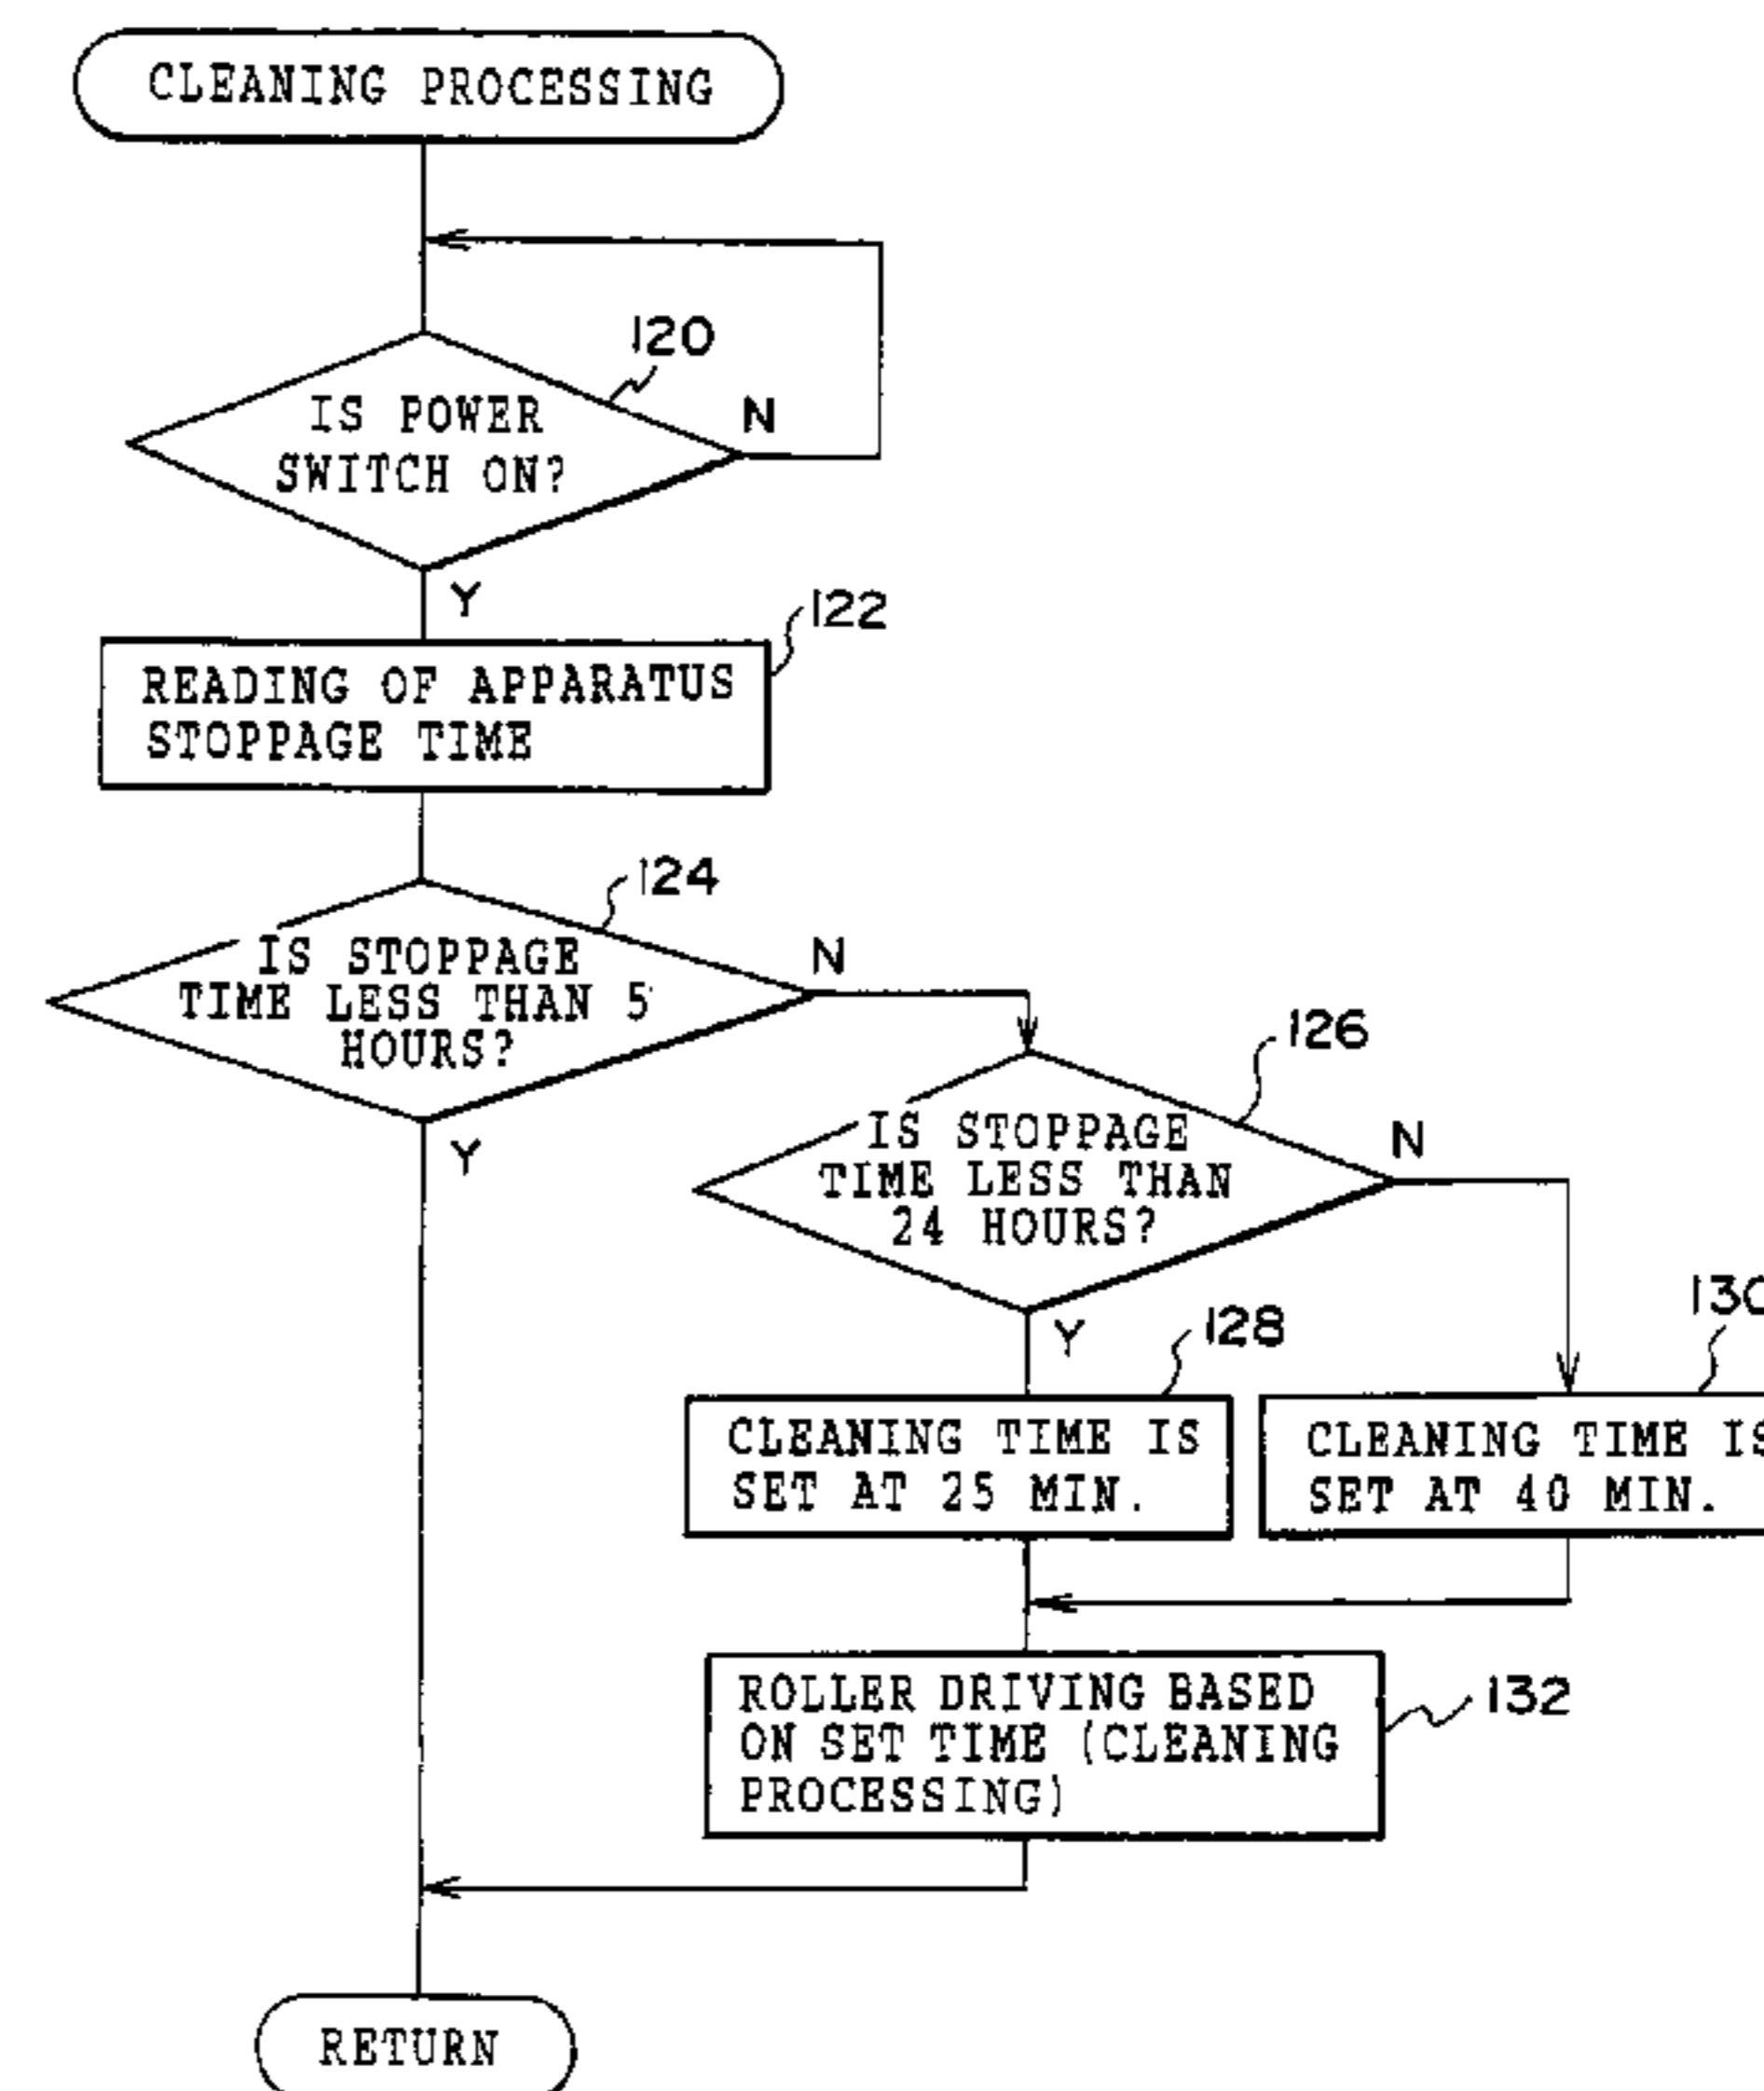 CLEANING PROCESSING
120
IS POWER
SWITCH ON?
N
Y
122
READING OF APPARATUS
STOPPAGE TIME
124
IS STOPPAGE
TIME LESS THAN 5
HOURS?
N
Y
126
IS STOPPAGE
TIME LESS THAN
24 HOURS?
N
Y
128
CLEANING TIME IS
SET AT 25 MIN.
130
CLEANING TIME IS
SET AT 40 MIN.
132
ROLLER DRIVING BASED
ON SET TIME (CLEANING
PROCESSING)
RETURN